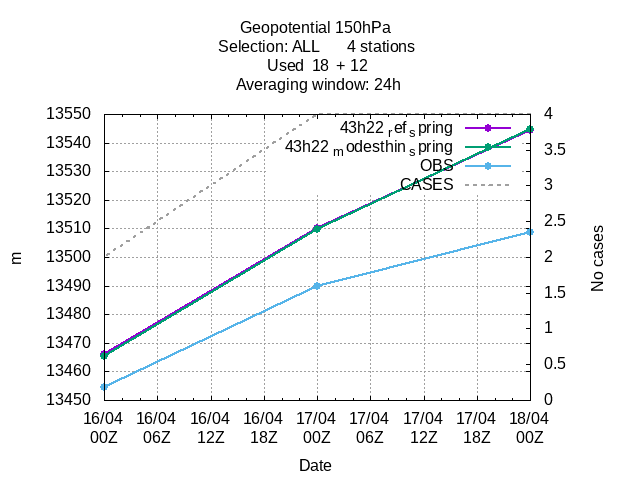 Geopotential 150hPa
Selection: ALL 4 stations
Used 18 + 12
Averaging window: 24h
13550
13540
13530
13520
13510
13500
13490
13480
13470
13460
13450
m
43h22 ref spring
43h22 modesthin spring
OBS
CASES
4
3.5
3
2.5
2
1.5
1
0.5
0
No cases
16/04 16/04 16/04 16/04 17/04 17/04 17/04 17/04 18/04
00Z 06Z 12Z 18Z 00Z 06Z 12Z 18Z 00Z
Date